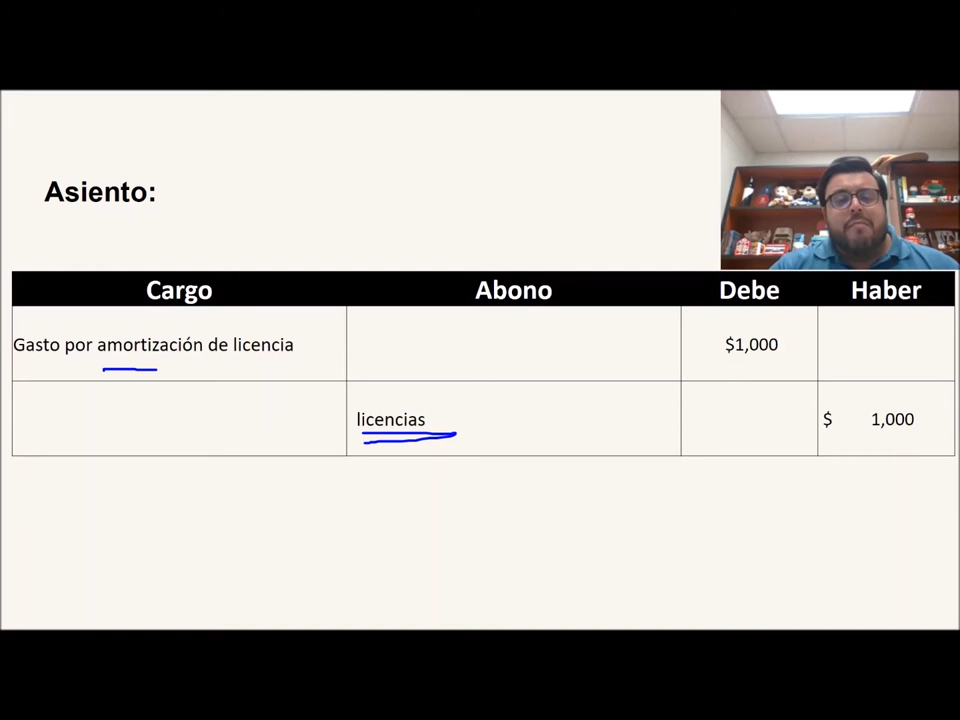 Asiento:
Cargo Abono Debe Haber
Gasto por amortización de licencia $1,000
licencias $ 1,000